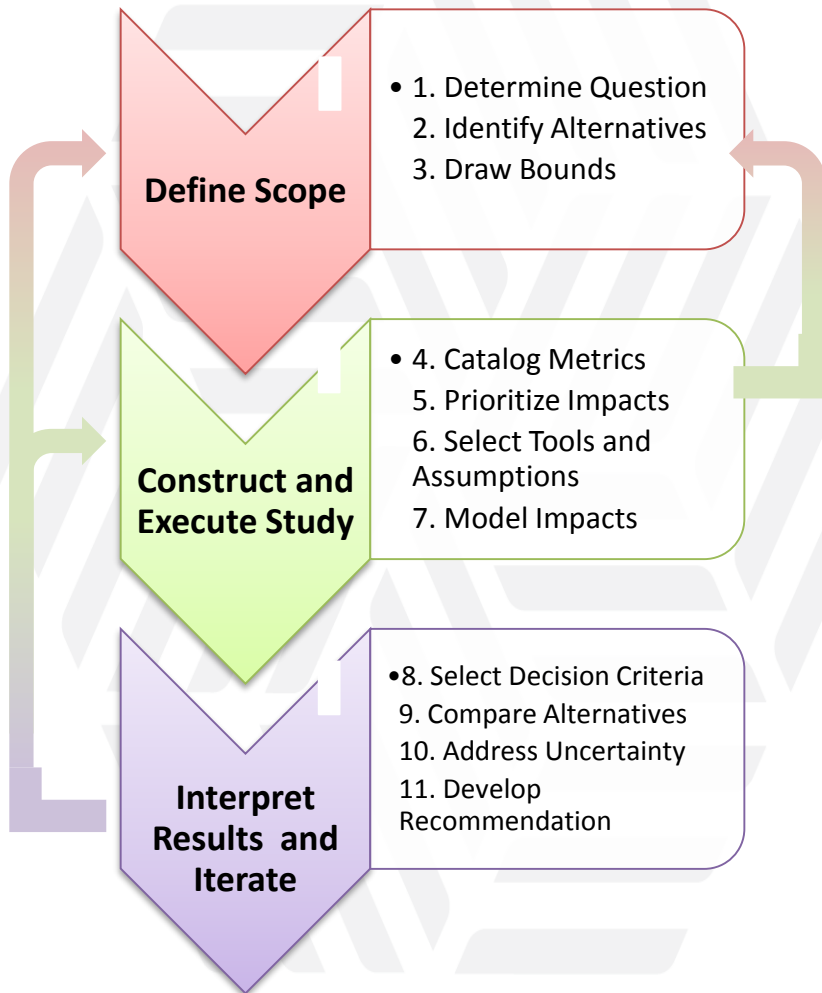 Define Scope
• 1. Determine Question
2. Identify Alternatives
3. Draw Bounds
Construct and
Execute Study
• 4. Catalog Metrics
5. Prioritize Impacts
6. Select Tools and
Assumptions
7. Model Impacts
Interpret
Results and
Iterate
•8. Select Decision Criteria
9. Compare Alternatives
10. Address Uncertainty
11. Develop
Recommendation